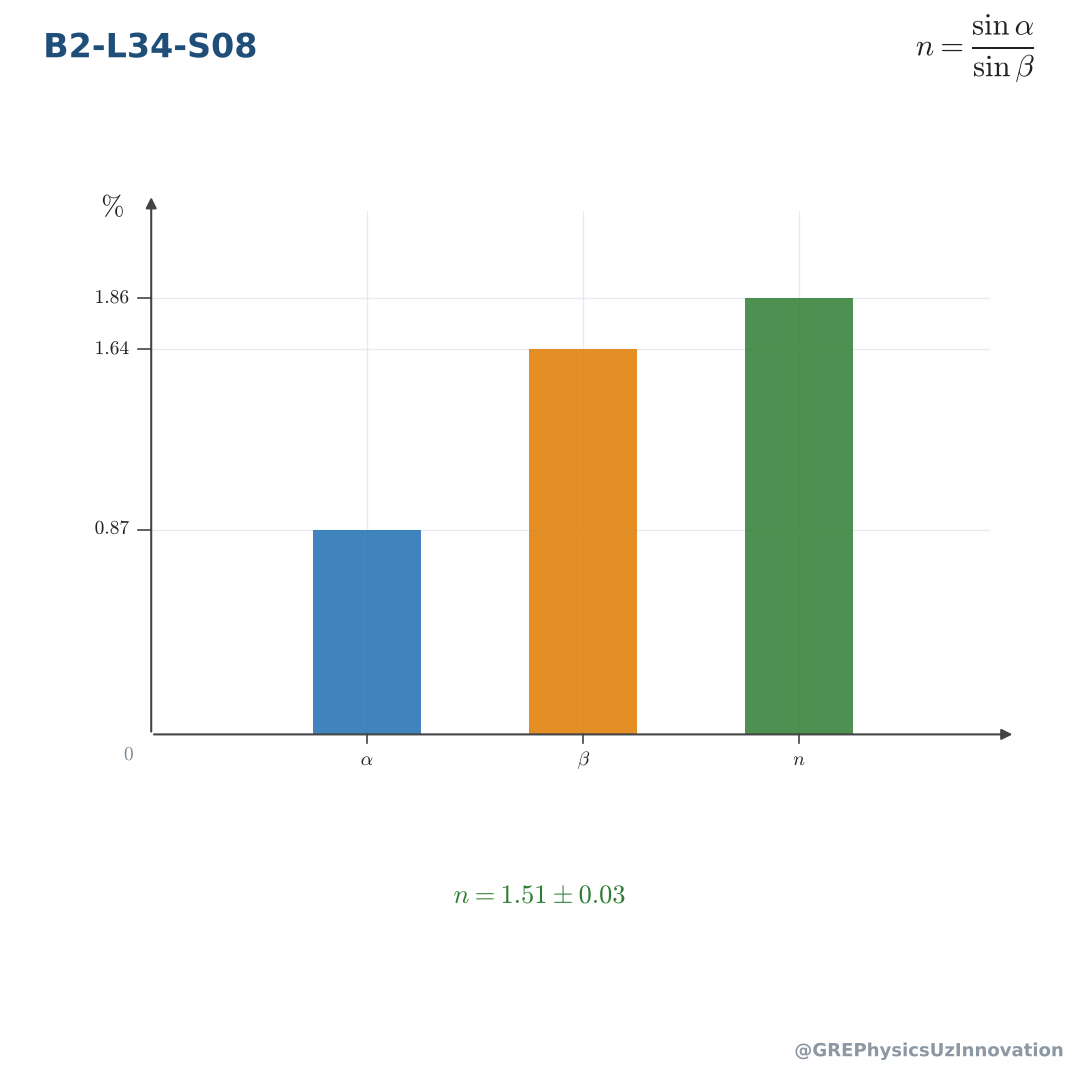 B2-L34-S08
n = sin α / sin β
%
1.86
1.64
0.87
0
α β n
n = 1.51 ± 0.03
@GREPhysicsUzInnovation